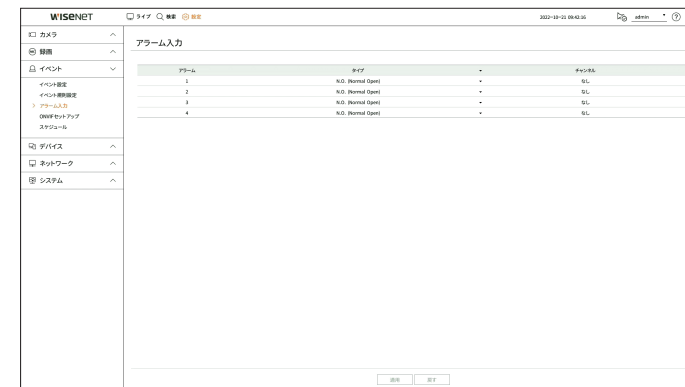 WISENET
ライブ 検索 設定
2022-10-21 09:42:16 admin ?
カメラ
録画
イベント
イベント設定
イベント規則設定
> アラーム入力
ONVIFセットアップ
スケジュール
デバイス
ネットワーク
システム
アラーム入力
アラーム タイプ チャンネル
1 N.O. (Normal Open) なし
2 N.O. (Normal Open) なし
3 N.O. (Normal Open) なし
4 N.O. (Normal Open) なし
適用 戻す